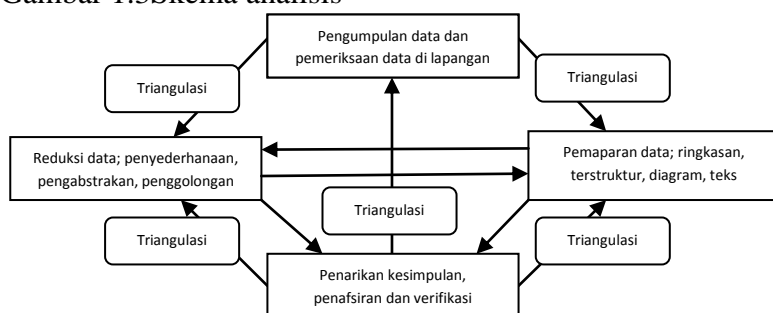 Gambar 1.3Skema analisis
Pengumpulan data dan
pemeriksaan data di lapangan
Triangulasi
Triangulasi
Reduksi data; penyederhanaan,
pengabstrakan, penggolongan
Pemaparan data; ringkasan,
terstruktur, diagram, teks
Triangulasi
Triangulasi
Triangulasi
Penarikan kesimpulan,
penafsiran dan verifikasi